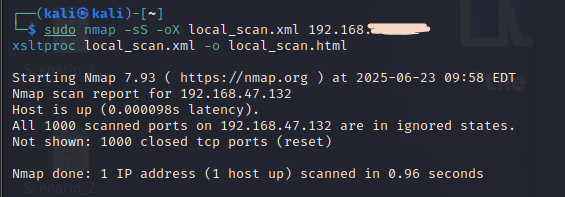 ┌──(kali㉿kali)-[~]
└─$ sudo nmap -sS -oX local_scan.xml 192.168.
xsltproc local_scan.xml -o local_scan.html
Starting Nmap 7.93 ( https://nmap.org ) at 2025-06-23 09:58 EDT
Nmap scan report for 192.168.47.132
Host is up (0.000098s latency).
All 1000 scanned ports on 192.168.47.132 are in ignored states.
Not shown: 1000 closed tcp ports (reset)
Nmap done: 1 IP address (1 host up) scanned in 0.96 seconds